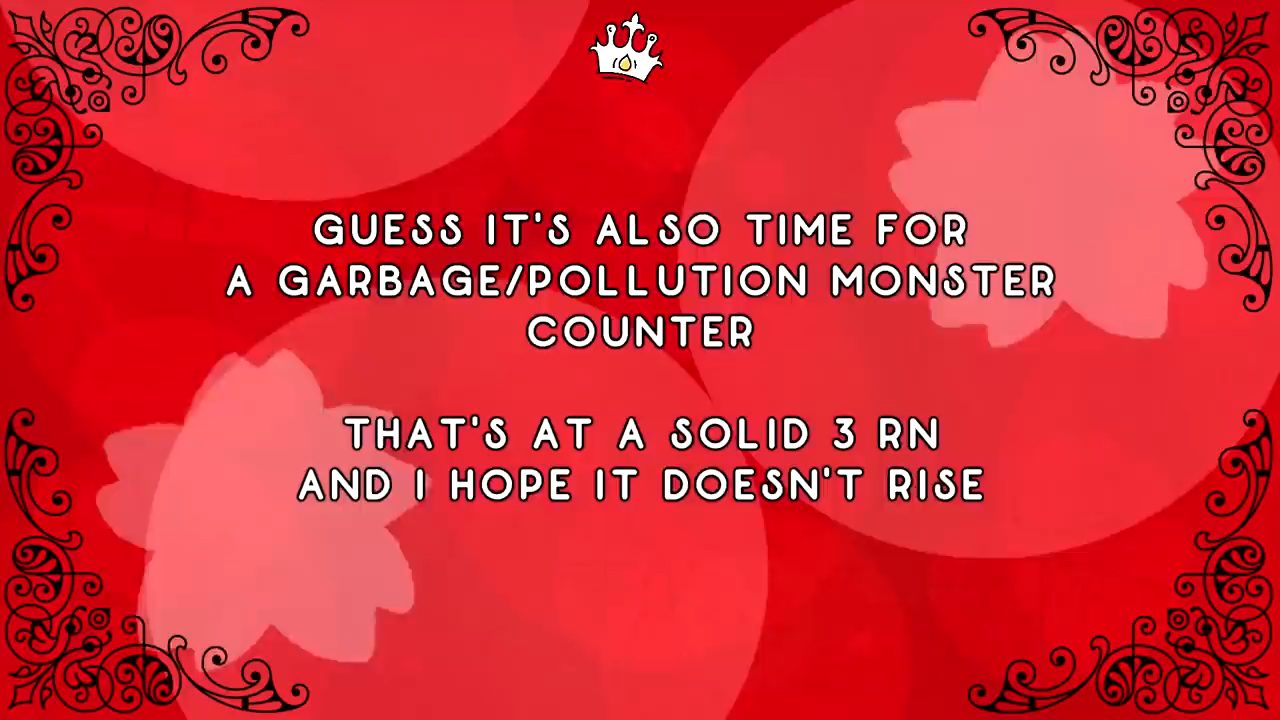 GUESS IT'S ALSO TIME FOR
A GARBAGE/POLLUTION MONSTER
COUNTER
THAT'S AT A SOLID 3 RN
AND I HOPE IT DOESN'T RISE